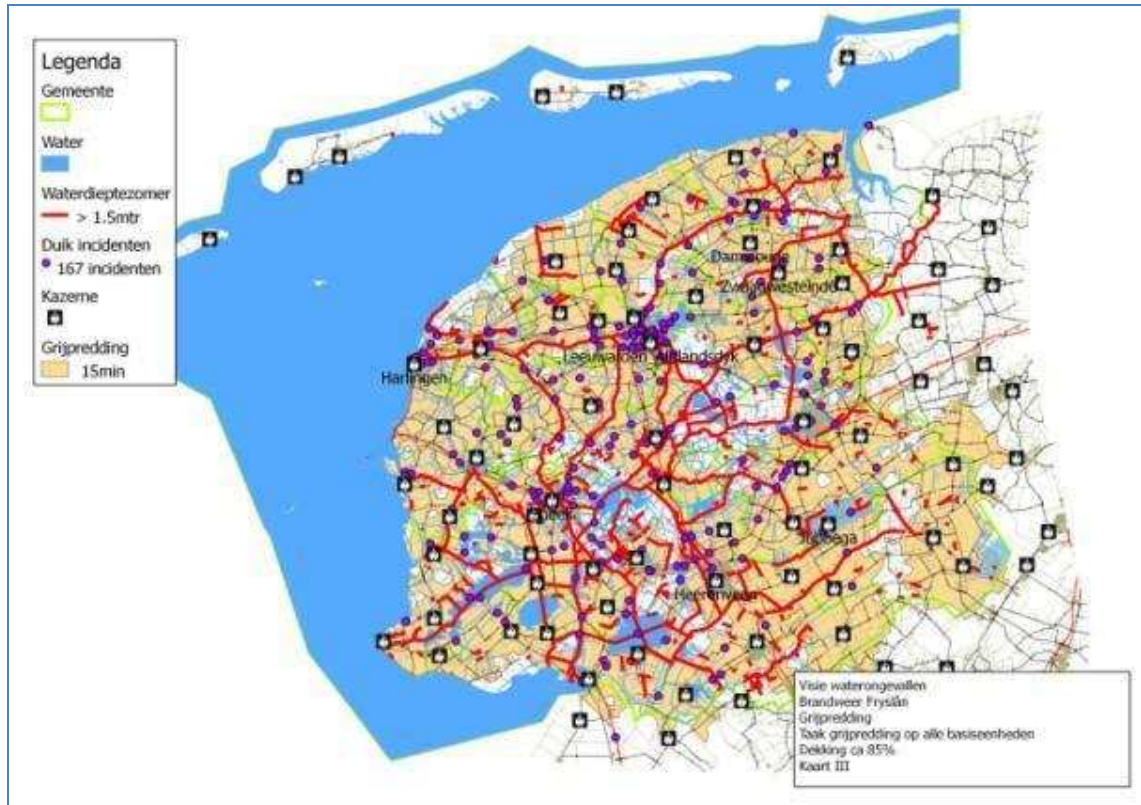 Legenda
Gemeente
Water
Waterdieptezomer
> 1.5mtr
Duik incidenten
167 incidenten
Kazerne
Grijpredding
15min
Leeuwarden Aldlandsdyk
Harlingen
Heerenveen
Visie waterongevallen
Brandweer Fryslân
Grijpredding
Taak grijpredding op alle basiseenheden
Dekking ca 85%
Kaart III